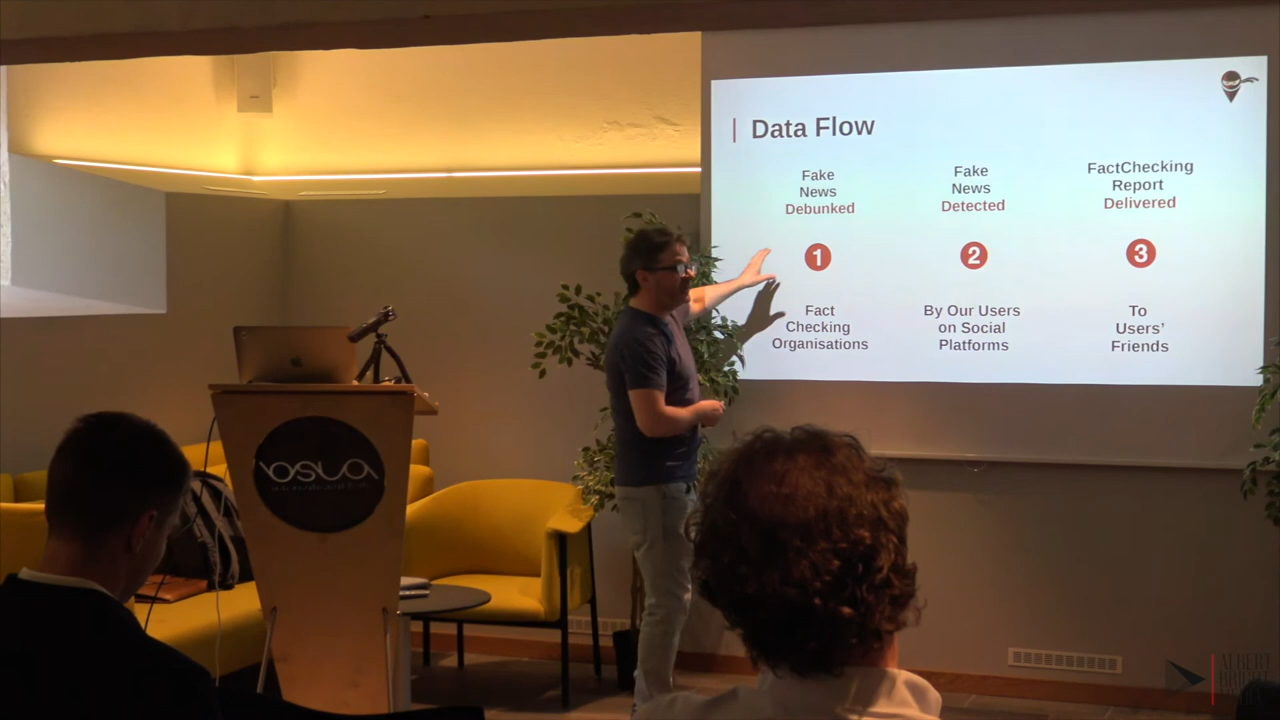 Data Flow
Fake
News
Debunked
1
Fact
Checking
Organisations
Fake
News
Detected
2
By Our Users
on Social
Platforms
FactChecking
Report
Delivered
3
To
Users'
Friends